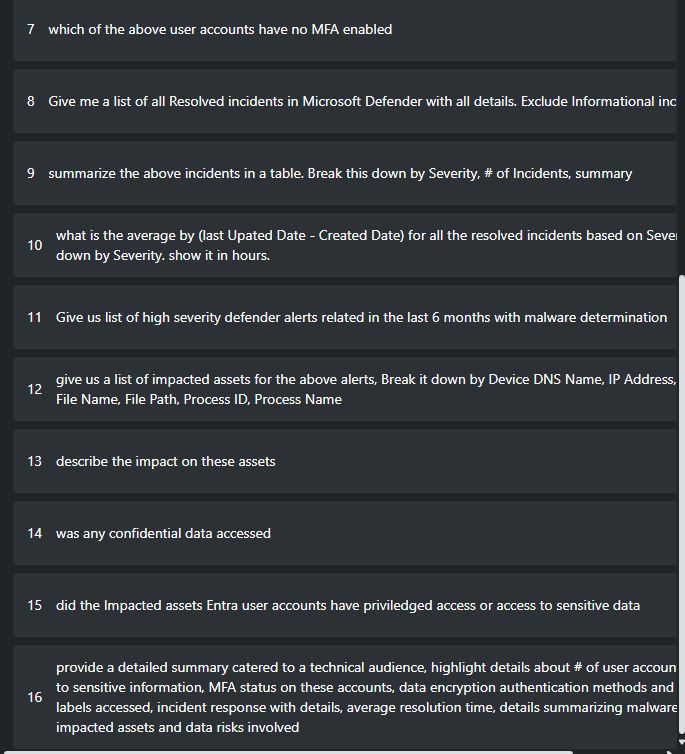 7 which of the above user accounts have no MFA enabled
8 Give me a list of all Resolved incidents in Microsoft Defender with all details. Exclude Informational inc
9 summarize the above incidents in a table. Break this down by Severity, # of Incidents, summary
10 what is the average by (last Upated Date - Created Date) for all the resolved incidents based on Sever
down by Severity. show it in hours.
11 Give us list of high severity defender alerts related in the last 6 months with malware determination
12 give us a list of impacted assets for the above alerts, Break it down by Device DNS Name, IP Address,
File Name, File Path, Process ID, Process Name
13 describe the impact on these assets
14 was any confidential data accessed
15 did the Impacted assets Entra user accounts have priviledged access or access to sensitive data
16 provide a detailed summary catered to a technical audience, highlight details about # of user accoun
to sensitive information, MFA status on these accounts, data encryption authentication methods and
labels accessed, incident response with details, average resolution time, details summarizing malware
impacted assets and data risks involved